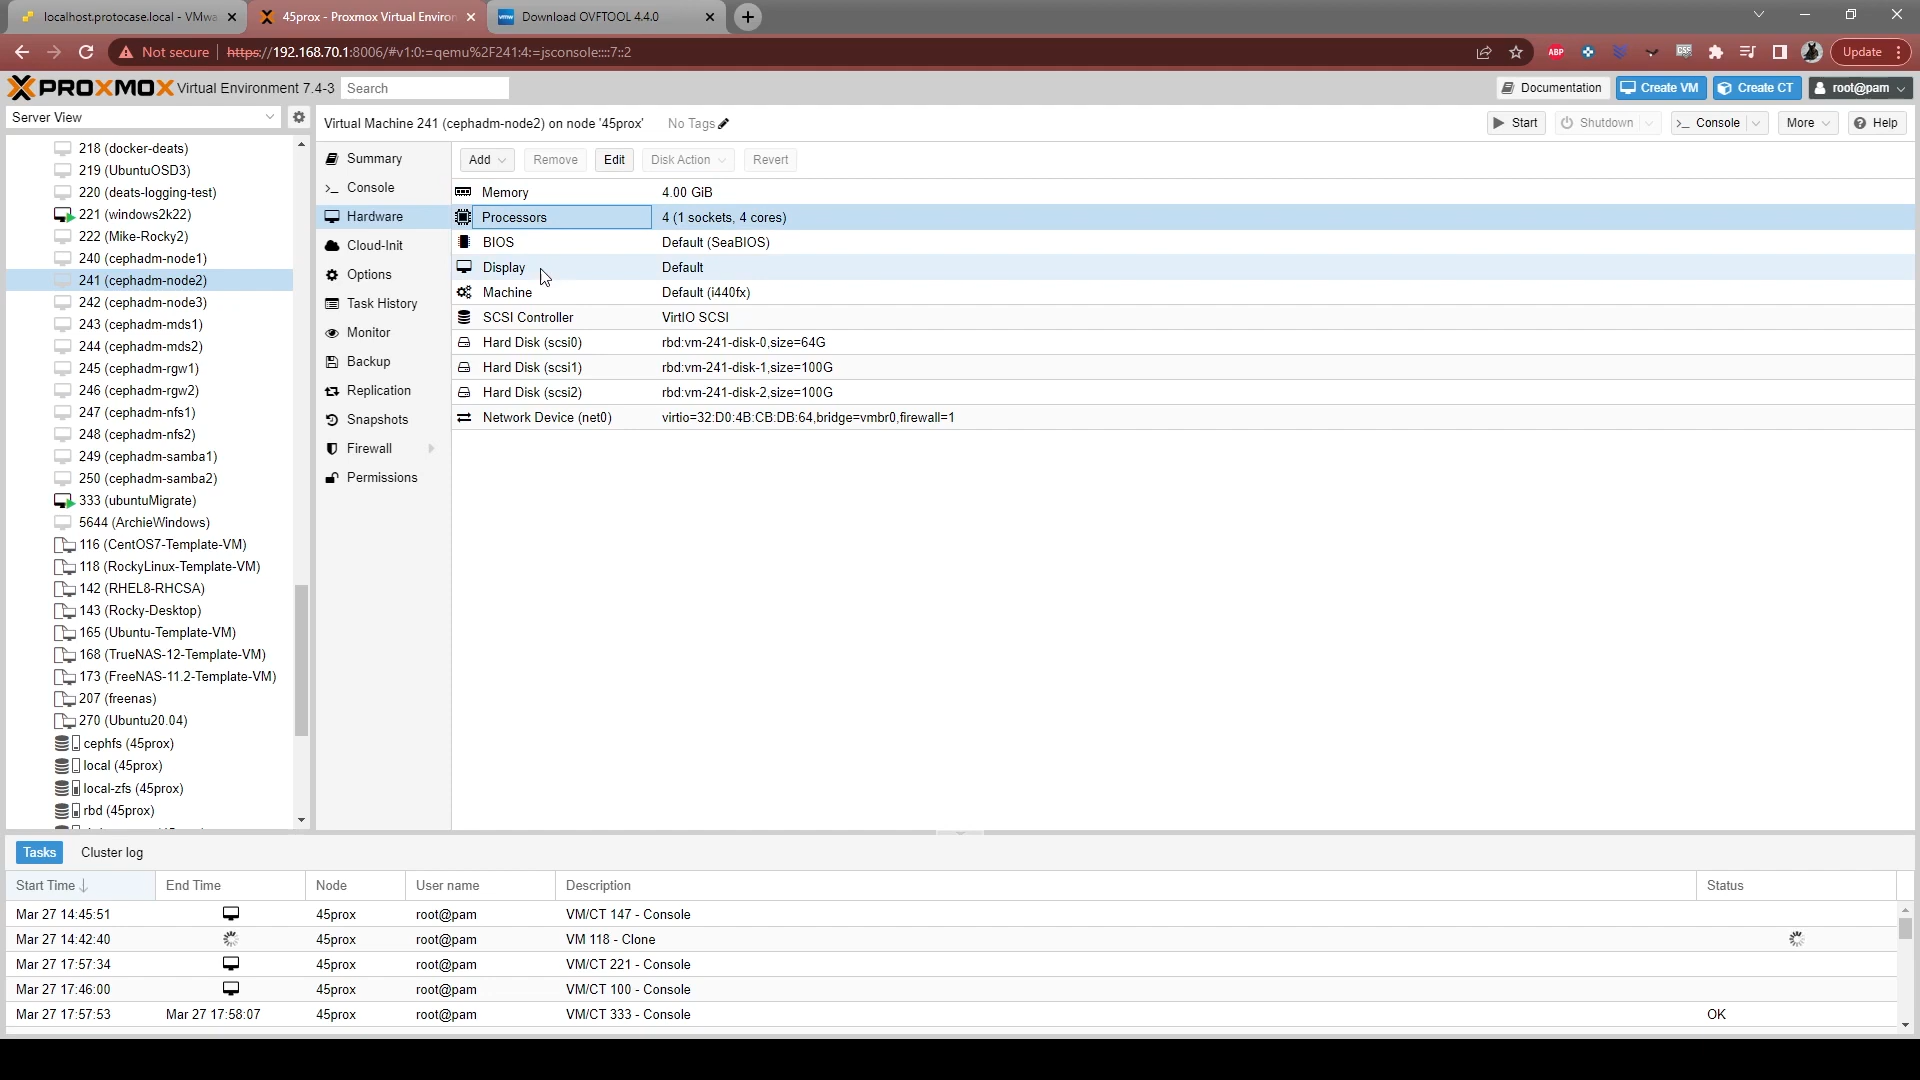 localhost.protocase.local - VMwa
45prox - Proxmox Virtual Environ
Download OVFTOOL 4.4.0
Not secure
https://192.168.70.1:8006/#v1:0:=qemu%2F241:4:=jsconsole::::7::2
ABP
CSS
Update
PROXMOX Virtual Environment 7.4-3
Search
Documentation
Create VM
Create CT
root@pam
Server View
Virtual Machine 241 (cephadm-node2) on node '45prox'
No Tags
Start
Shutdown
Console
More
Help
218 (docker-deats)
219 (UbuntuOSD3)
220 (deats-logging-test)
221 (windows2k22)
222 (Mike-Rocky2)
240 (cephadm-node1)
241 (cephadm-node2)
242 (cephadm-node3)
243 (cephadm-mds1)
244 (cephadm-mds2)
245 (cephadm-rgw1)
246 (cephadm-rgw2)
247 (cephadm-nfs1)
248 (cephadm-nfs2)
249 (cephadm-samba1)
250 (cephadm-samba2)
333 (ubuntuMigrate)
5644 (ArchieWindows)
116 (CentOS7-Template-VM)
118 (RockyLinux-Template-VM)
142 (RHEL8-RHCSA)
143 (Rocky-Desktop)
165 (Ubuntu-Template-VM)
168 (TrueNAS-12-Template-VM)
173 (FreeNAS-11.2-Template-VM)
207 (freenas)
270 (Ubuntu20.04)
cephfs (45prox)
local (45prox)
local-zfs (45prox)
rbd (45prox)
Summary
Console
Hardware
Cloud-Init
Options
Task History
Monitor
Backup
Replication
Snapshots
Firewall
Permissions
Add
Remove
Edit
Disk Action
Revert
Memory 4.00 GiB
Processors 4 (1 sockets, 4 cores)
BIOS Default (SeaBIOS)
Display Default
Machine Default (i440fx)
SCSI Controller VirtIO SCSI
Hard Disk (scsi0) rbd:vm-241-disk-0,size=64G
Hard Disk (scsi1) rbd:vm-241-disk-1,size=100G
Hard Disk (scsi2) rbd:vm-241-disk-2,size=100G
Network Device (net0) virtio=32:D0:4B:CB:DB:64,bridge=vmbr0,firewall=1
Tasks
Cluster log
Start Time End Time Node User name Description Status
Mar 27 14:45:51 45prox root@pam VM/CT 147 - Console
Mar 27 14:42:40 45prox root@pam VM 118 - Clone
Mar 27 17:57:34 45prox root@pam VM/CT 221 - Console
Mar 27 17:46:00 45prox root@pam VM/CT 100 - Console
Mar 27 17:57:53 Mar 27 17:58:07 45prox root@pam VM/CT 333 - Console OK